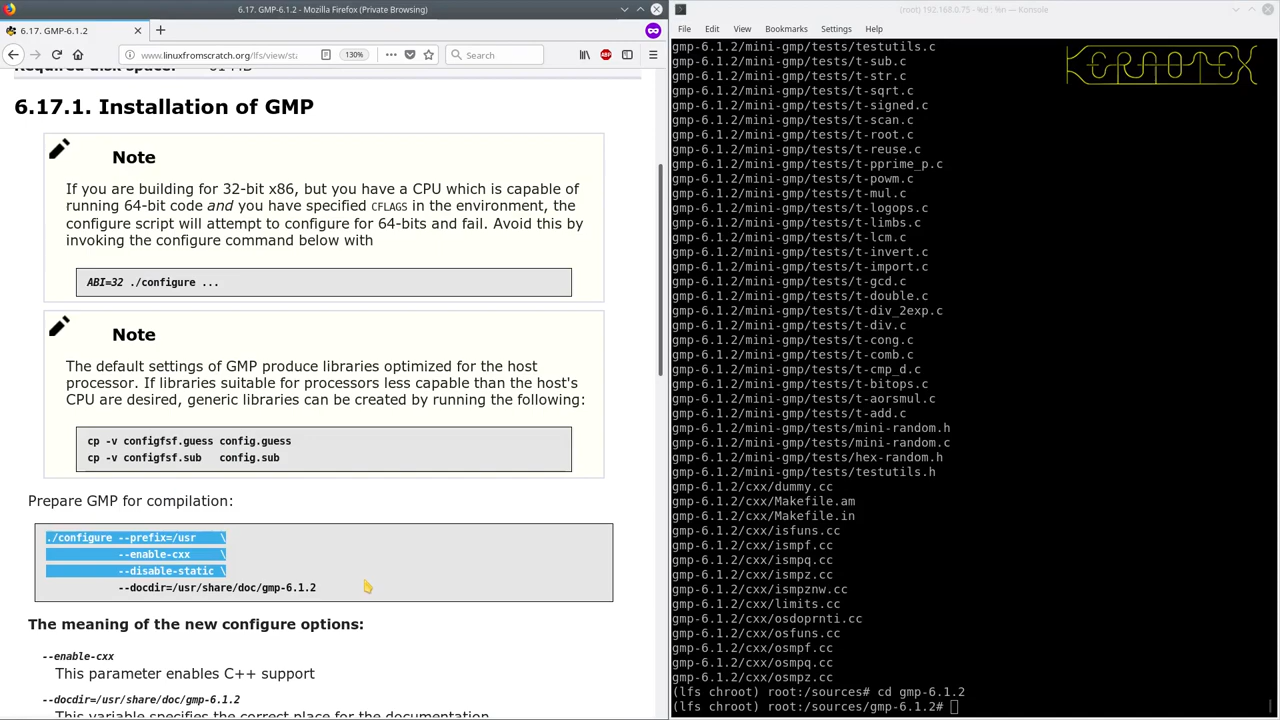 6.17. GMP-6.1.2 - Mozilla Firefox (Private Browsing)
6.17. GMP-6.1.2
www.linuxfromscratch.org/lfs/view/sta
130%
Search
ABP
6.17.1. Installation of GMP
Note
If you are building for 32-bit x86, but you have a CPU which is capable of
running 64-bit code and you have specified CFLAGS in the environment, the
configure script will attempt to configure for 64-bits and fail. Avoid this by
invoking the configure command below with
ABI=32 ./configure ...
Note
The default settings of GMP produce libraries optimized for the host
processor. If libraries suitable for processors less capable than the host's
CPU are desired, generic libraries can be created by running the following:
cp -v configfsf.guess config.guess
cp -v configfsf.sub   config.sub
Prepare GMP for compilation:
./configure --prefix=/usr    \
--enable-cxx     \
--disable-static \
--docdir=/usr/share/doc/gmp-6.1.2
The meaning of the new configure options:
--enable-cxx
This parameter enables C++ support
--docdir=/usr/share/doc/gmp-6.1.2
This variable specifies the correct place for the documentation.
(root) 192.168.0.75 - %d : %n — Konsole
File Edit View Bookmarks Settings Help
KERAOTEX
gmp-6.1.2/mini-gmp/tests/testutils.c
gmp-6.1.2/mini-gmp/tests/t-sub.c
gmp-6.1.2/mini-gmp/tests/t-str.c
gmp-6.1.2/mini-gmp/tests/t-sqrt.c
gmp-6.1.2/mini-gmp/tests/t-signed.c
gmp-6.1.2/mini-gmp/tests/t-scan.c
gmp-6.1.2/mini-gmp/tests/t-root.c
gmp-6.1.2/mini-gmp/tests/t-reuse.c
gmp-6.1.2/mini-gmp/tests/t-pprime_p.c
gmp-6.1.2/mini-gmp/tests/t-powm.c
gmp-6.1.2/mini-gmp/tests/t-mul.c
gmp-6.1.2/mini-gmp/tests/t-logops.c
gmp-6.1.2/mini-gmp/tests/t-limbs.c
gmp-6.1.2/mini-gmp/tests/t-lcm.c
gmp-6.1.2/mini-gmp/tests/t-invert.c
gmp-6.1.2/mini-gmp/tests/t-import.c
gmp-6.1.2/mini-gmp/tests/t-gcd.c
gmp-6.1.2/mini-gmp/tests/t-double.c
gmp-6.1.2/mini-gmp/tests/t-div_2exp.c
gmp-6.1.2/mini-gmp/tests/t-div.c
gmp-6.1.2/mini-gmp/tests/t-cong.c
gmp-6.1.2/mini-gmp/tests/t-comb.c
gmp-6.1.2/mini-gmp/tests/t-cmp_d.c
gmp-6.1.2/mini-gmp/tests/t-bitops.c
gmp-6.1.2/mini-gmp/tests/t-aorsmul.c
gmp-6.1.2/mini-gmp/tests/t-add.c
gmp-6.1.2/mini-gmp/tests/mini-random.h
gmp-6.1.2/mini-gmp/tests/mini-random.c
gmp-6.1.2/mini-gmp/tests/hex-random.h
gmp-6.1.2/mini-gmp/tests/testutils.h
gmp-6.1.2/cxx/dummy.cc
gmp-6.1.2/cxx/Makefile.am
gmp-6.1.2/cxx/Makefile.in
gmp-6.1.2/cxx/isfuns.cc
gmp-6.1.2/cxx/ismpf.cc
gmp-6.1.2/cxx/ismpq.cc
gmp-6.1.2/cxx/ismpz.cc
gmp-6.1.2/cxx/ismpznw.cc
gmp-6.1.2/cxx/limits.cc
gmp-6.1.2/cxx/osdoprnti.cc
gmp-6.1.2/cxx/osfuns.cc
gmp-6.1.2/cxx/osmpf.cc
gmp-6.1.2/cxx/osmpq.cc
gmp-6.1.2/cxx/osmpz.cc
(lfs chroot) root:/sources# cd gmp-6.1.2
(lfs chroot) root:/sources/gmp-6.1.2#